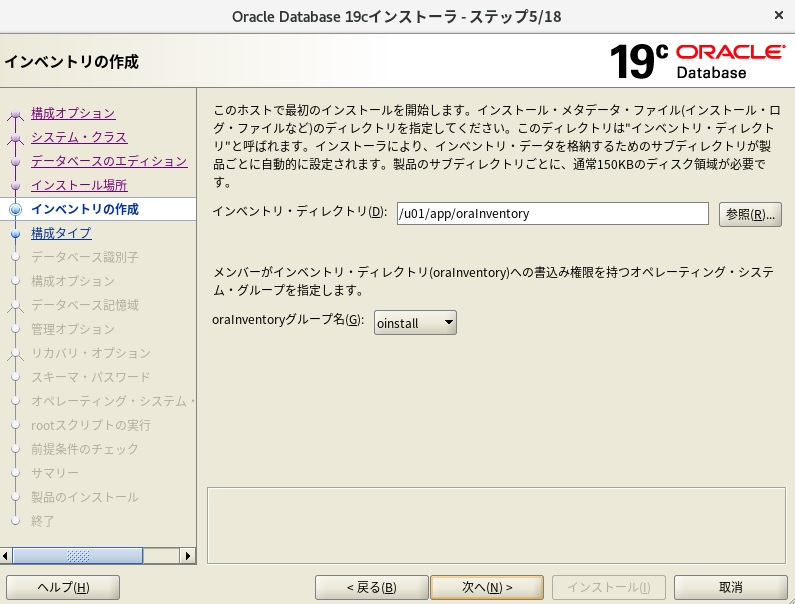 Oracle Database 19cインストーラ - ステップ5/18
×
インベントリの作成
19c ORACLE
Database
構成オプション
システム・クラス
データベースのエディション
インストール場所
インベントリの作成
構成タイプ
データベース識別子
構成オプション
データベース記憶域
管理オプション
リカバリ・オプション
スキーマ・パスワード
オペレーティング・システム・
rootスクリプトの実行
前提条件のチェック
サマリー
製品のインストール
終了
このホストで最初のインストールを開始します。インストール・メタデータ・ファイル(インストール・ロ
グ・ファイルなど)のディレクトリを指定してください。このディレクトリは"インベントリ・ディレクト
リ"と呼ばれます。インストーラにより、インベントリ・データを格納するためのサブディレクトリが製
品ごとに自動的に設定されます。製品のサブディレクトリごとに、通常150KBのディスク領域が必要で
す。
インベントリ・ディレクトリ(D): /u01/app/oraInventory 参照(R)...
メンバーがインベントリ・ディレクトリ(oraInventory)への書込み権限を持つオペレーティング・システ
ム・グループを指定します。
oraInventoryグループ名(G): oinstall
ヘルプ(H) < 戻る(B) 次へ(N) > インストール(I) 取消